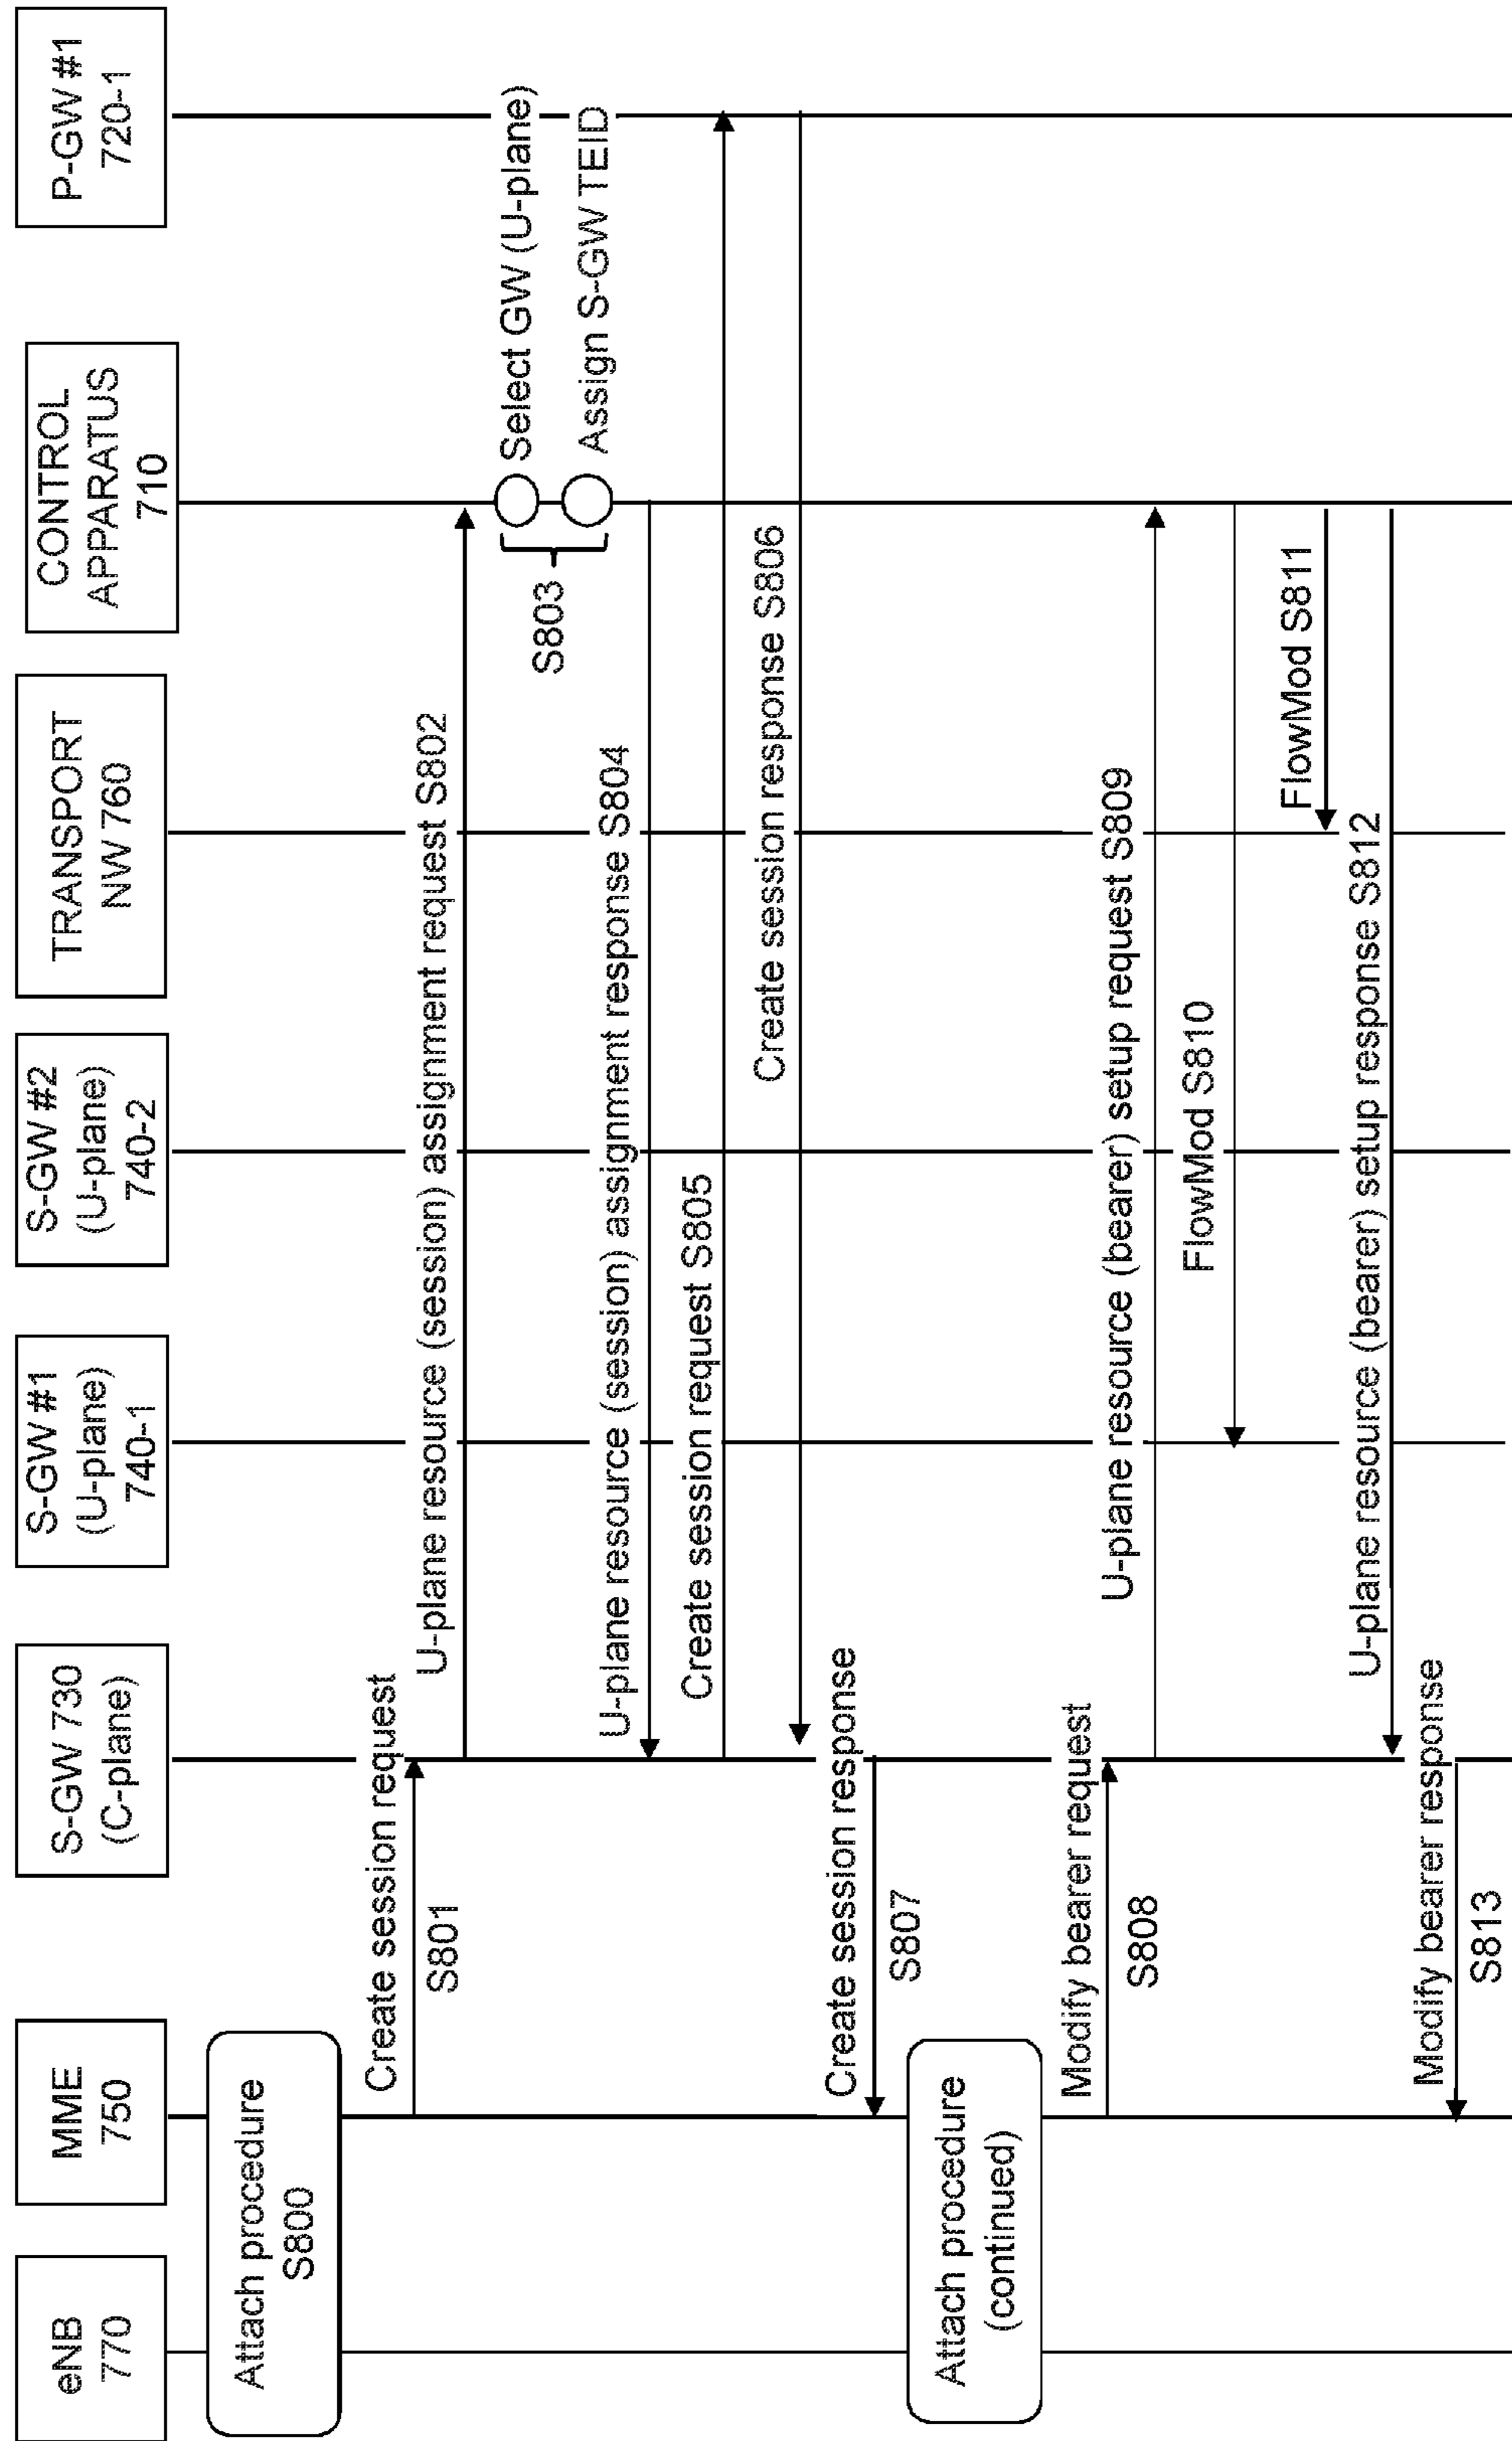 eNB
770
MME
750
S-GW 730
(C-plane)
S-GW #1
(U-plane)
740-1
S-GW #2
(U-plane)
740-2
TRANSPORT
NW 760
CONTROL
APPARATUS
710
P-GW #1
720-1
Attach procedure
S800
Create session request
S801
U-plane resource (session) assignment request S802
S803
Select GW (U-plane)
Assign S-GW TEID
U-plane resource (session) assignment response S804
Create session request S805
Create session response S806
Create session response
S807
Attach procedure
(continued)
Modify bearer request
S808
U-plane resource (bearer) setup request S809
FlowMod S810
FlowMod S811
U-plane resource (bearer) setup response S812
Modify bearer response
S813